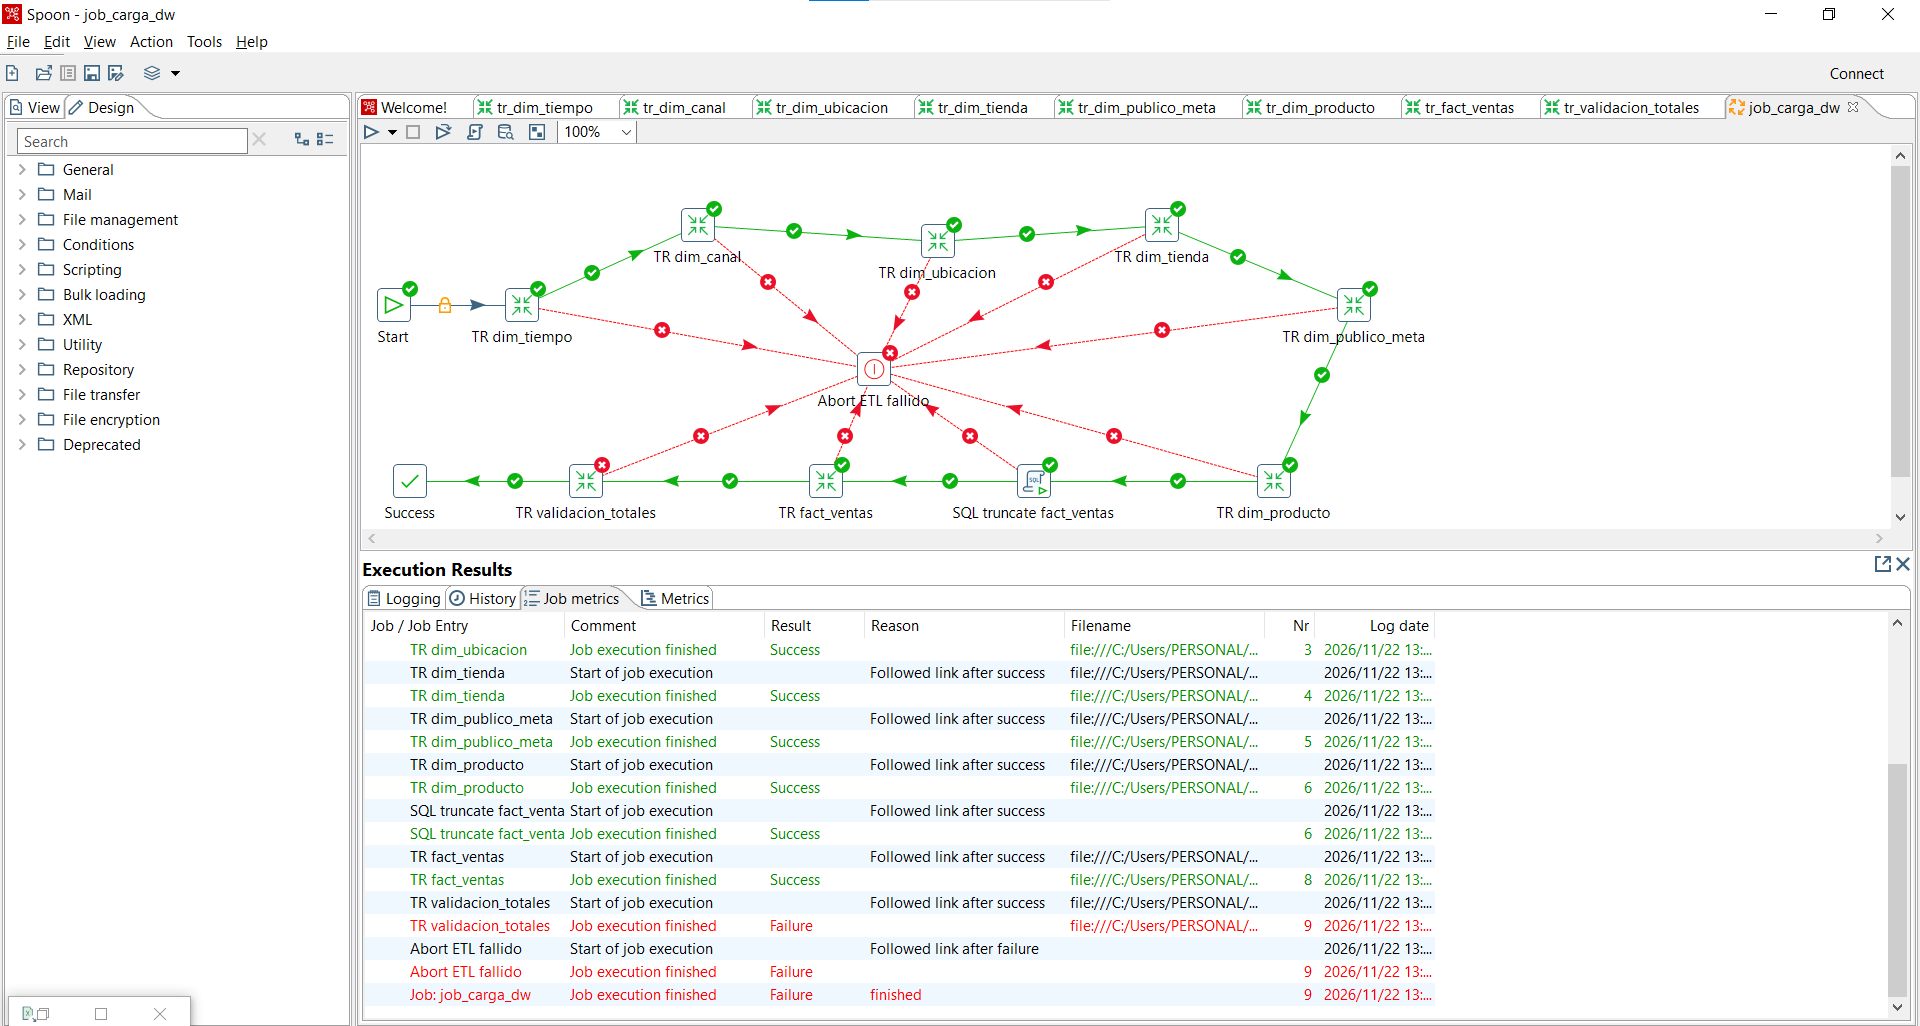 Spoon - job_carga_dw
File Edit View Action Tools Help
Connect
View Design
Search
General
Mail
File management
Conditions
Scripting
Bulk loading
XML
Utility
Repository
File transfer
File encryption
Deprecated
Welcome! tr_dim_tiempo tr_dim_canal tr_dim_ubicacion tr_dim_tienda tr_dim_publico_meta tr_dim_producto tr_fact_ventas tr_validacion_totales job_carga_dw
100%
TR dim_canal
TR dim_ubicacion
TR dim_tienda
Start
TR dim_tiempo
TR dim_publico_meta
Abort ETL fallido
SQL
Success
TR validacion_totales
TR fact_ventas
SQL truncate fact_ventas
TR dim_producto
Execution Results
Logging History Job metrics Metrics
Job / Job Entry Comment Result Reason Filename Nr Log date
TR dim_ubicacion Job execution finished Success file:///C:/Users/PERSONAL/... 3 2026/11/22 13:...
TR dim_tienda Start of job execution Followed link after success file:///C:/Users/PERSONAL/... 2026/11/22 13:...
TR dim_tienda Job execution finished Success file:///C:/Users/PERSONAL/... 4 2026/11/22 13:...
TR dim_publico_meta Start of job execution Followed link after success file:///C:/Users/PERSONAL/... 2026/11/22 13:...
TR dim_publico_meta Job execution finished Success file:///C:/Users/PERSONAL/... 5 2026/11/22 13:...
TR dim_producto Start of job execution Followed link after success file:///C:/Users/PERSONAL/... 2026/11/22 13:...
TR dim_producto Job execution finished Success file:///C:/Users/PERSONAL/... 6 2026/11/22 13:...
SQL truncate fact_venta Start of job execution Followed link after success 2026/11/22 13:...
SQL truncate fact_venta Job execution finished Success 6 2026/11/22 13:...
TR fact_ventas Start of job execution Followed link after success file:///C:/Users/PERSONAL/... 2026/11/22 13:...
TR fact_ventas Job execution finished Success file:///C:/Users/PERSONAL/... 8 2026/11/22 13:...
TR validacion_totales Start of job execution Followed link after success file:///C:/Users/PERSONAL/... 2026/11/22 13:...
TR validacion_totales Job execution finished Failure file:///C:/Users/PERSONAL/... 9 2026/11/22 13:...
Abort ETL fallido Start of job execution Followed link after failure 2026/11/22 13:...
Abort ETL fallido Job execution finished Failure 9 2026/11/22 13:...
Job: job_carga_dw Job execution finished Failure finished 9 2026/11/22 13:...